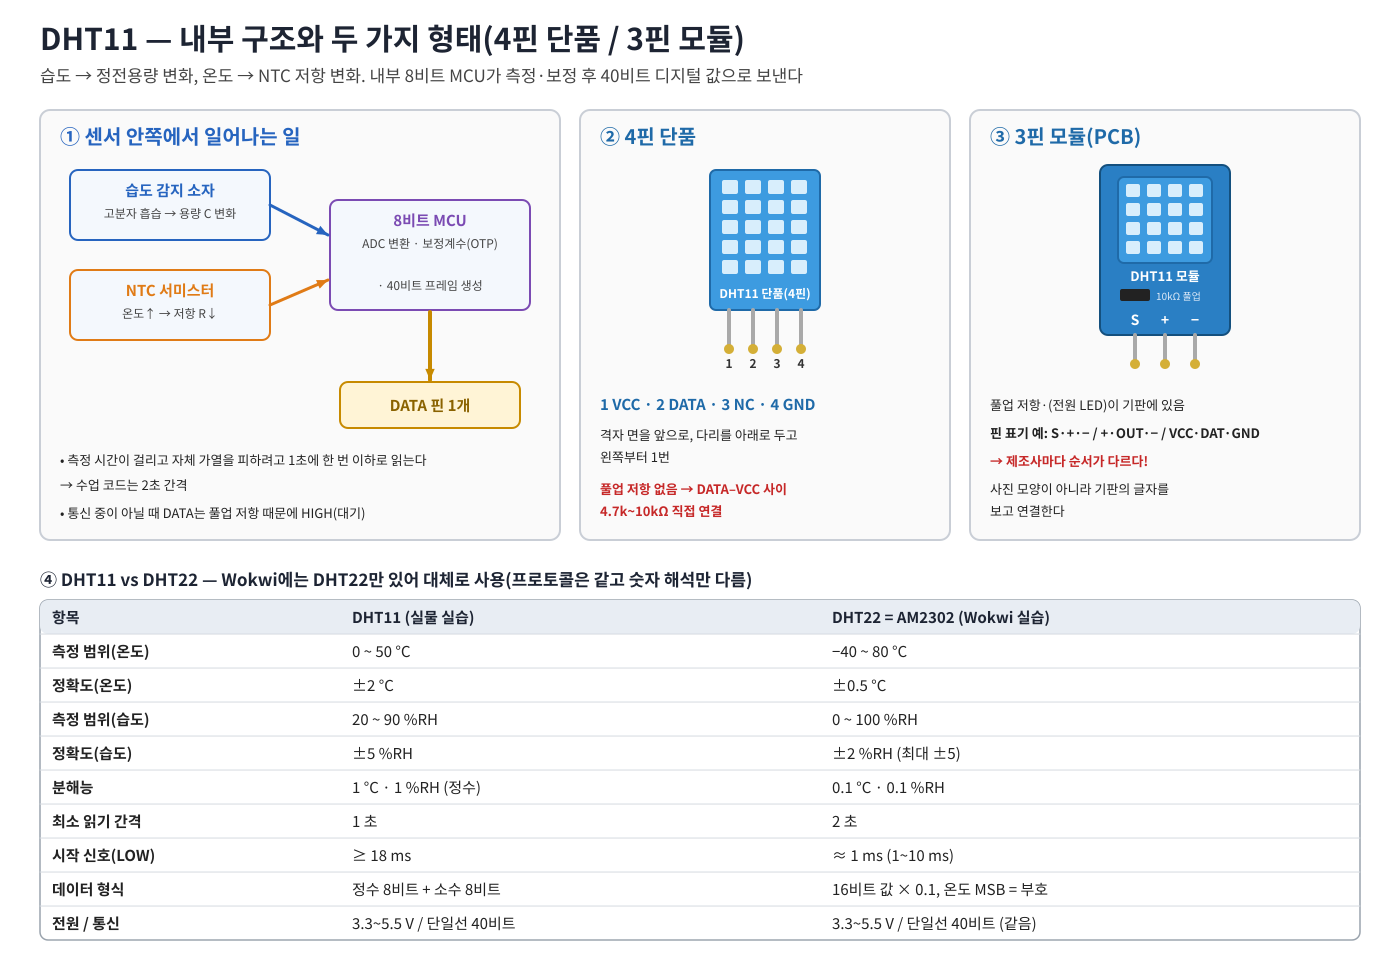 DHT11 — 내부 구조와 두 가지 형태(4핀 단품 / 3핀 모듈)
습도 → 정전용량 변화, 온도 → NTC 저항 변화. 내부 8비트 MCU가 측정·보정 후 40비트 디지털 값으로 보낸다
① 센서 안쪽에서 일어나는 일
습도 감지 소자
고분자 흡습 → 용량 C 변화
NTC 서미스터
온도↑ → 저항 R↓
8비트 MCU
ADC 변환 · 보정계수(OTP)
· 40비트 프레임 생성
DATA 핀 1개
• 측정 시간이 걸리고 자체 가열을 피하려고 1초에 한 번 이하로 읽는다
→ 수업 코드는 2초 간격
• 통신 중이 아닐 때 DATA는 풀업 저항 때문에 HIGH(대기)
② 4핀 단품
DHT11 단품(4핀)
1 2 3 4
1 VCC · 2 DATA · 3 NC · 4 GND
격자 면을 앞으로, 다리를 아래로 두고
왼쪽부터 1번
풀업 저항 없음 → DATA–VCC 사이
4.7k~10kΩ 직접 연결
③ 3핀 모듈(PCB)
DHT11 모듈
10kΩ 풀업
S + −
풀업 저항·(전원 LED)이 기판에 있음
핀 표기 예: S·+·− / +·OUT·− / VCC·DAT·GND
→ 제조사마다 순서가 다르다!
사진 모양이 아니라 기판의 글자를
보고 연결한다
④ DHT11 vs DHT22 — Wokwi에는 DHT22만 있어 대체로 사용(프로토콜은 같고 숫자 해석만 다름)
항목 DHT11 (실물 실습) DHT22 = AM2302 (Wokwi 실습)
측정 범위(온도) 0 ~ 50 ℃ −40 ~ 80 ℃
정확도(온도) ±2 ℃ ±0.5 ℃
측정 범위(습도) 20 ~ 90 %RH 0 ~ 100 %RH
정확도(습도) ±5 %RH ±2 %RH (최대 ±5)
분해능 1 ℃ · 1 %RH (정수) 0.1 ℃ · 0.1 %RH
최소 읽기 간격 1 초 2 초
시작 신호(LOW) ≥ 18 ms ≈ 1 ms (1~10 ms)
데이터 형식 정수 8비트 + 소수 8비트 16비트 값 × 0.1, 온도 MSB = 부호
전원 / 통신 3.3~5.5 V / 단일선 40비트 3.3~5.5 V / 단일선 40비트 (같음)